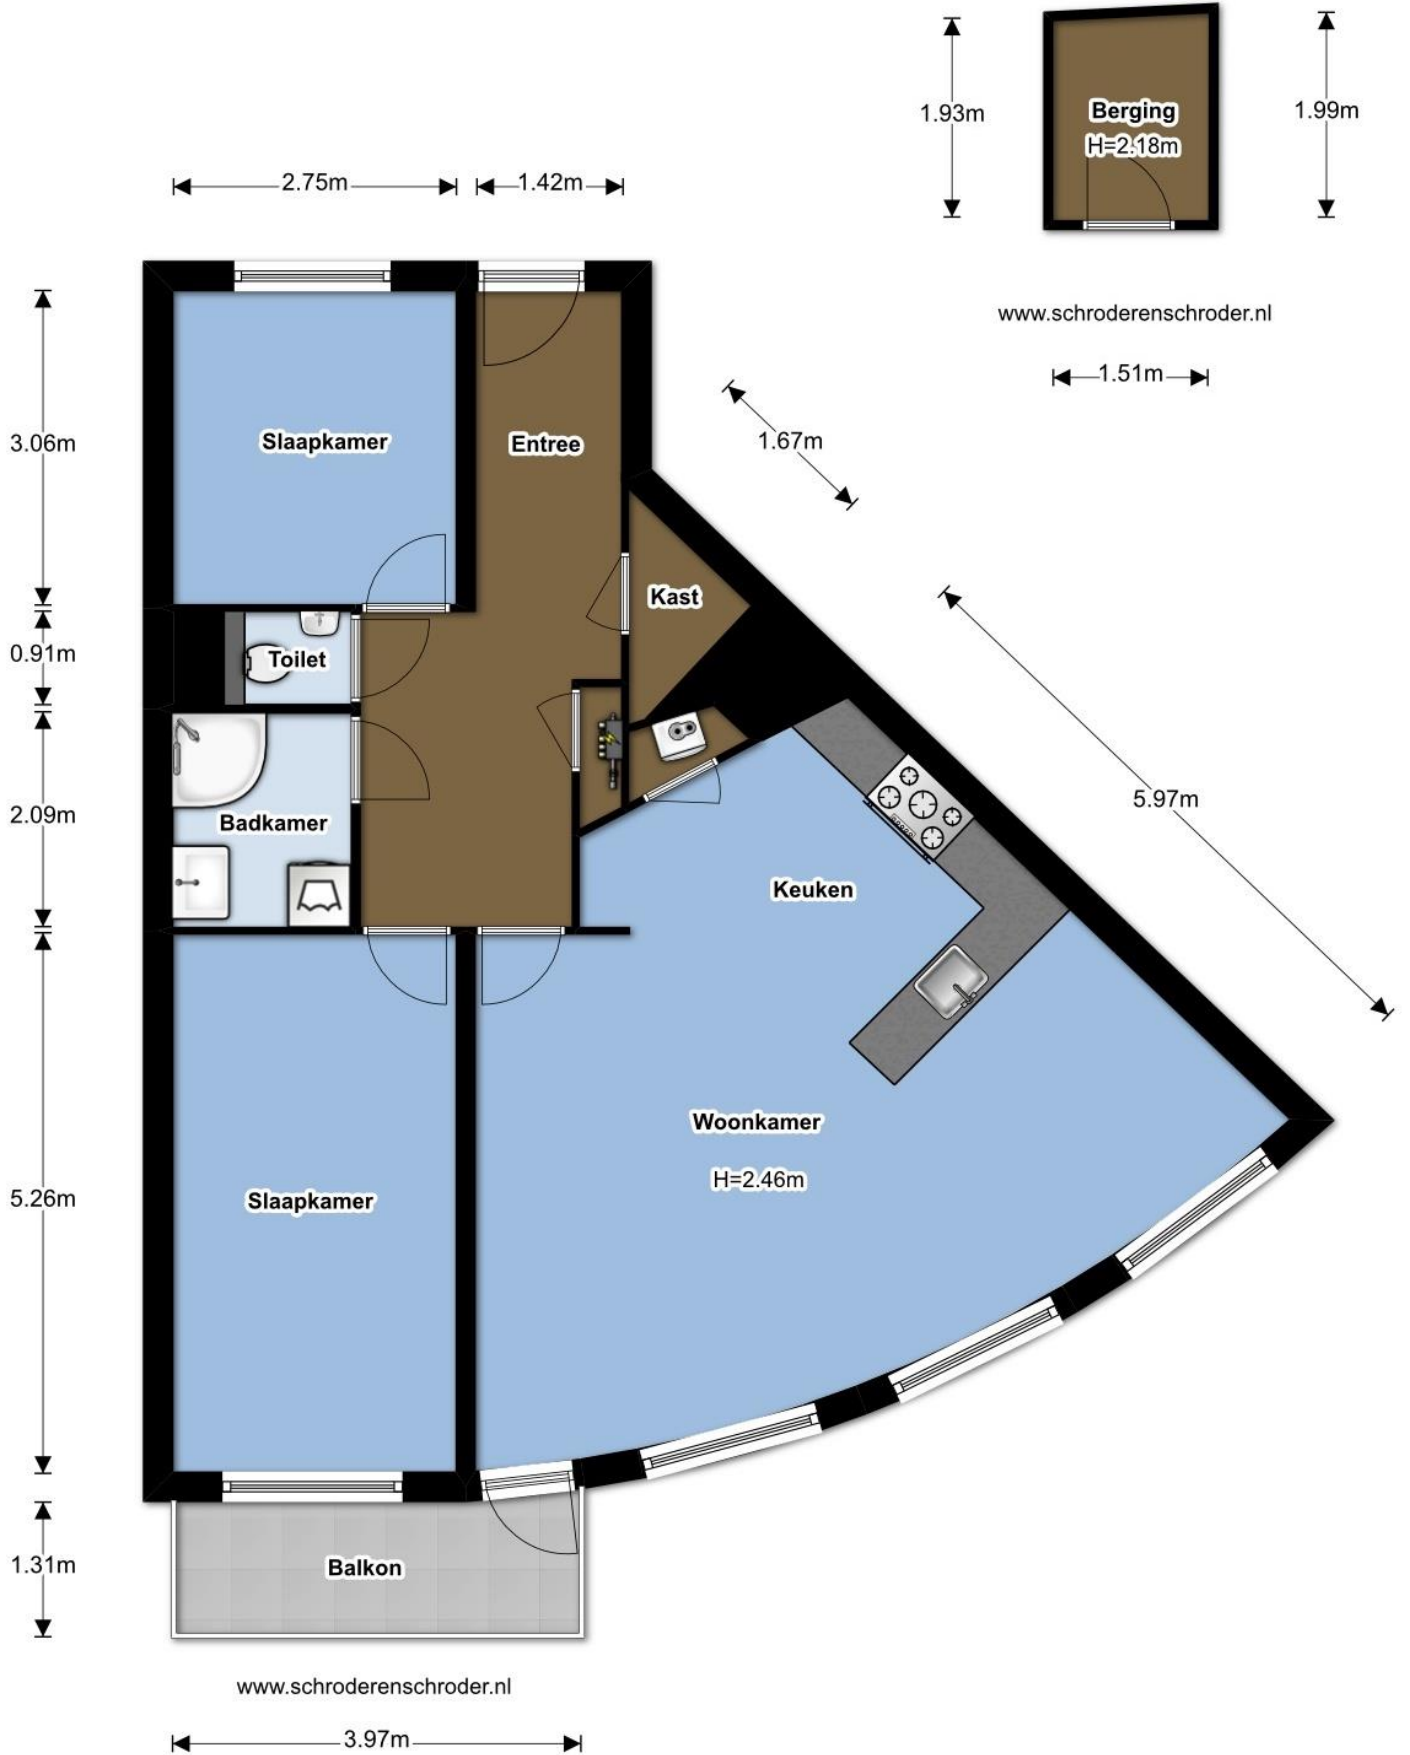 1.93m
Berging
H=2.18m
1.99m
2.75m
1.42m
www.schroderenschroder.nl
1.51m
3.06m
Slaapkamer
Entree
1.67m
Kast
0.91m
Toilet
2.09m
Badkamer
5.97m
Keuken
Woonkamer
H=2.46m
5.26m
Slaapkamer
1.31m
Balkon
www.schroderenschroder.nl
3.97m